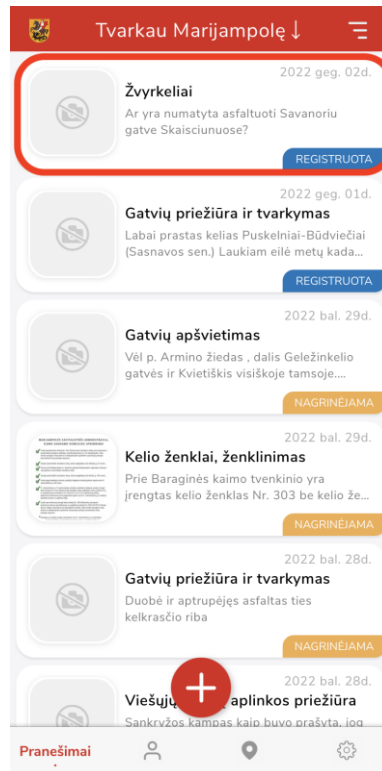 Tvarkau Marijampolę↓
2022 geg. 02d.
Žvyrkeliai
Ar yra numatyta asfaltuoti Savanoriu
gatve Skaisciunuose?
REGISTRUOTA
2022 geg. 01d.
Gatvių priežiūra ir tvarkymas
Labai prastas kelias Puskelniai-Būdviečiai
(Sasnavos sen.) Laukiam eilė metų kada...
REGISTRUOTA
2022 bal. 29d.
Gatvių apšvietimas
Vėl p. Armino žiedas , dalis Geležinkelio
gatvės ir Kvietiškis visiškoje tamsoje....
NAGRINĖJAMA
2022 bal. 29d.
Kelio ženklai, ženklinimas
Prie Baraginės kaimo tvenkinio yra
įrengtas kelio ženklas Nr. 303 be kelio že...
NAGRINĖJAMA
2022 bal. 28d.
Gatvių priežiūra ir tvarkymas
Duobė ir aptrupėjęs asfaltas ties
kelkrasčio riba
NAGRINĖJAMA
2022 bal. 28d.
Viešųjų aplinkos priežiūra
Sankryžos kampas kaip buvo prašyta, jog
Pranešimai